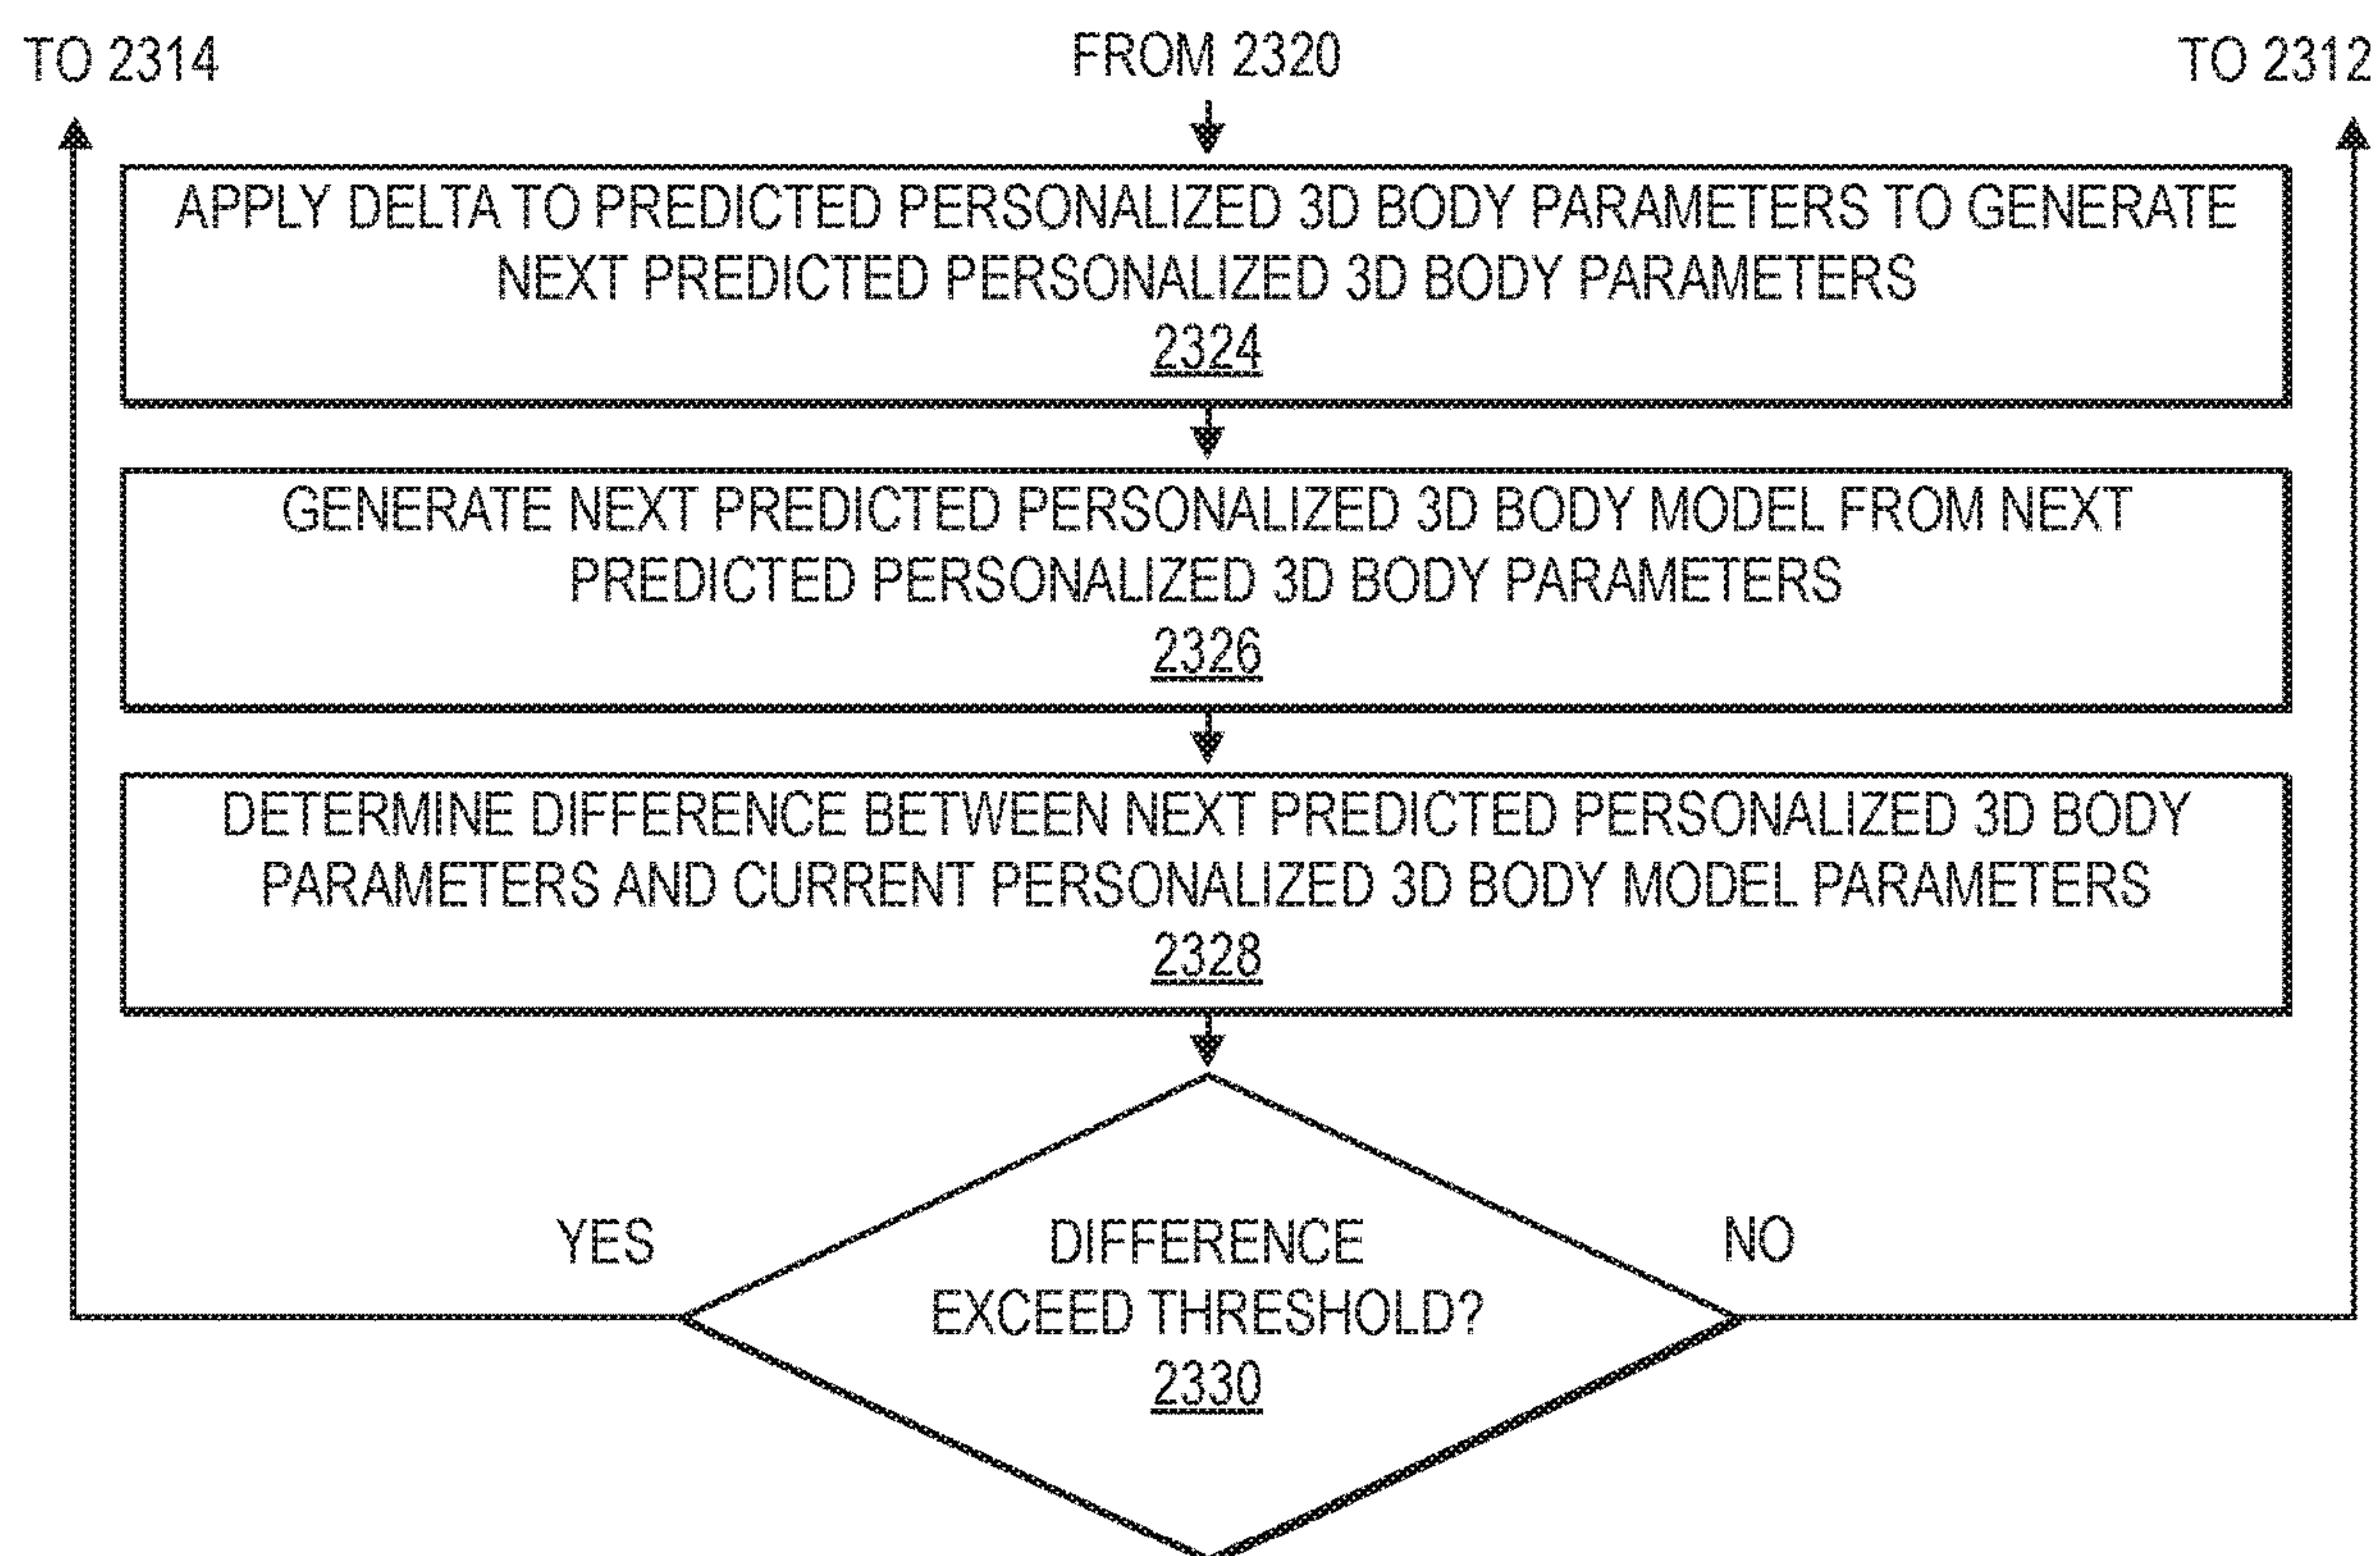 TO 2314
FROM 2320
TO 2312
APPLY DELTA TO PREDICTED PERSONALIZED 3D BODY PARAMETERS TO GENERATE
NEXT PREDICTED PERSONALIZED 3D BODY PARAMETERS
2324
GENERATE NEXT PREDICTED PERSONALIZED 3D BODY MODEL FROM NEXT
PREDICTED PERSONALIZED 3D BODY PARAMETERS
2326
DETERMINE DIFFERENCE BETWEEN NEXT PREDICTED PERSONALIZED 3D BODY
PARAMETERS AND CURRENT PERSONALIZED 3D BODY MODEL PARAMETERS
2328
YES
DIFFERENCE
EXCEED THRESHOLD?
2330
NO